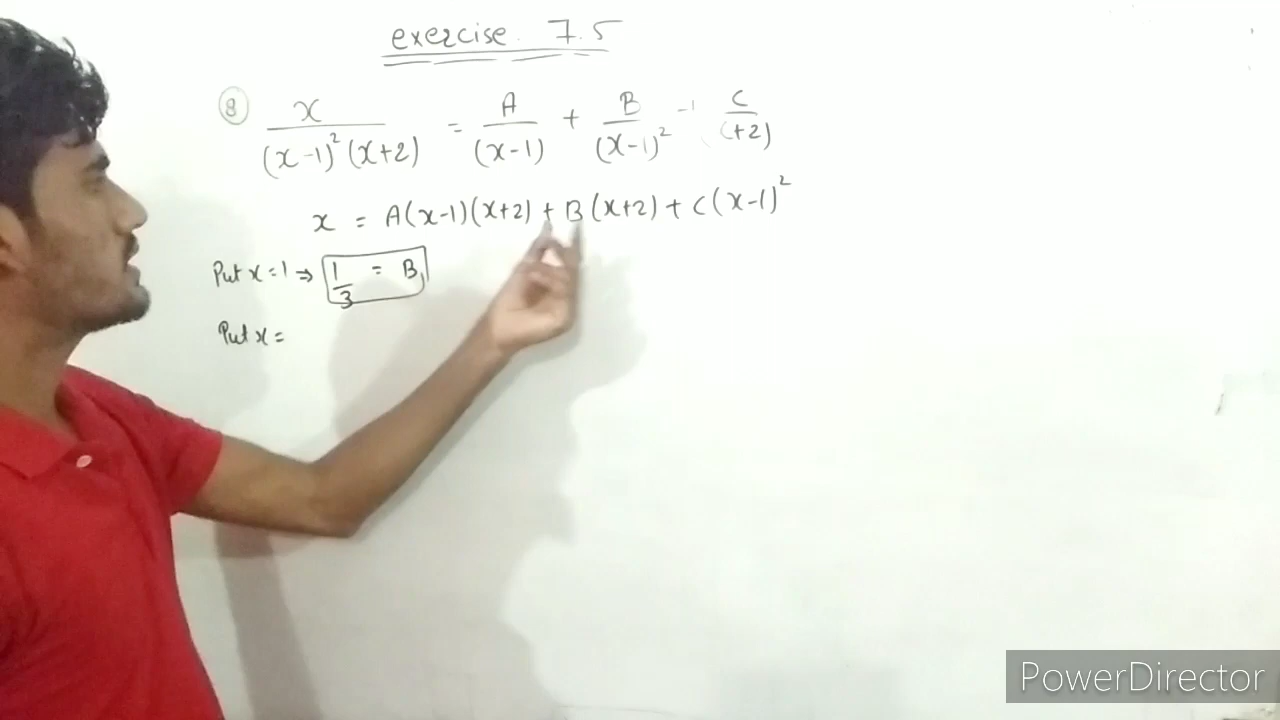 exercise. 7.5
8 x/((x-1)²(x+2)) = A/(x-1) + B/(x-1)² - C/(+2)
x = A(x-1)(x+2) + B(x+2) + C(x-1)²
Put x=1 ⇒ 1/3 = B
Put x =
PowerDirector